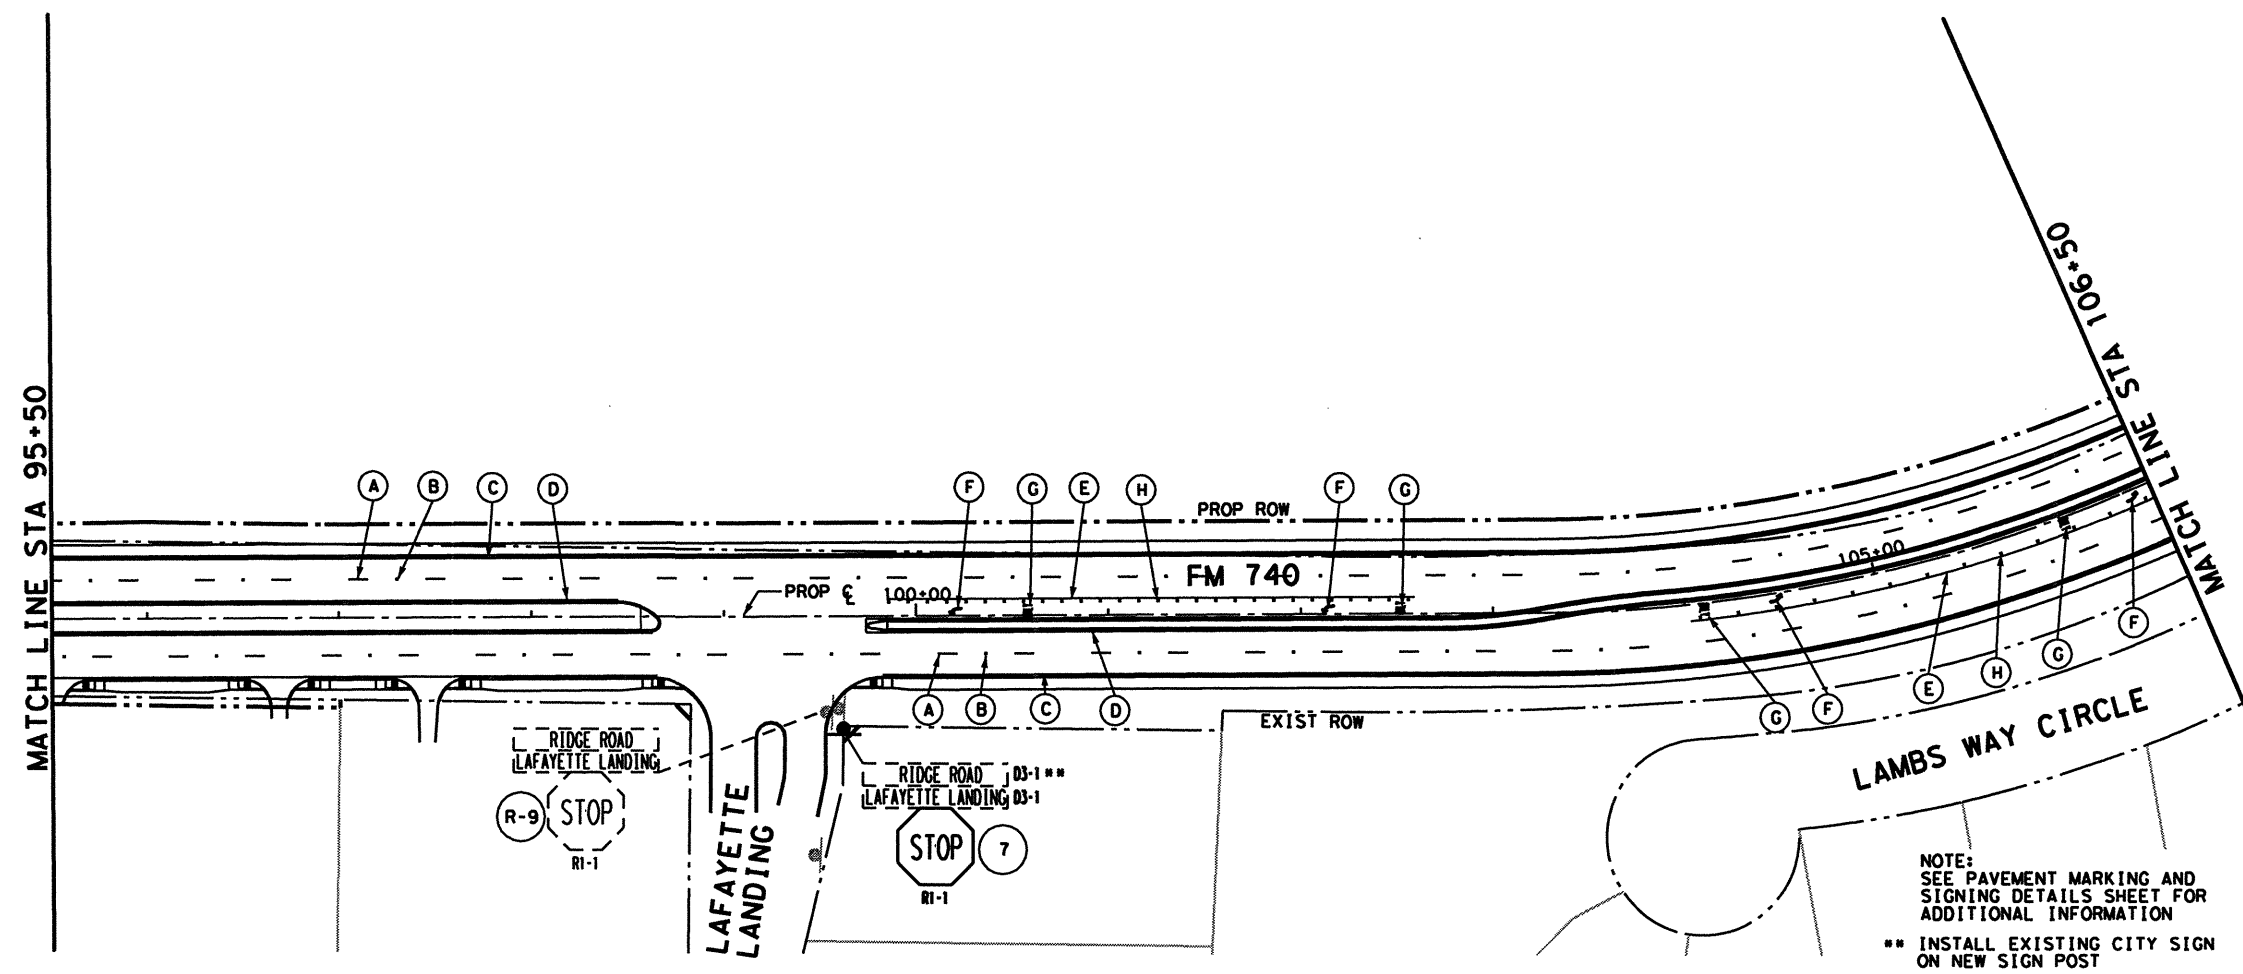 MATCH LINE STA 95+50
A
B
C
D
F
G
E
H
F
G
PROP ROW
FM 740
PROP ℄
100+00
105+00
MATCH LINE STA 106+50
A
B
C
D
EXIST ROW
G
F
E
H
G
F
LAMBS WAY CIRCLE
RIDGE ROAD
LAFAYETTE LANDING
R-9
STOP
R1-1
LAFAYETTE
LANDING
RIDGE ROAD D3-1 **
LAFAYETTE LANDING D3-1
STOP
7
R1-1
NOTE:
SEE PAVEMENT MARKING AND
SIGNING DETAILS SHEET FOR
ADDITIONAL INFORMATION
** INSTALL EXISTING CITY SIGN
ON NEW SIGN POST